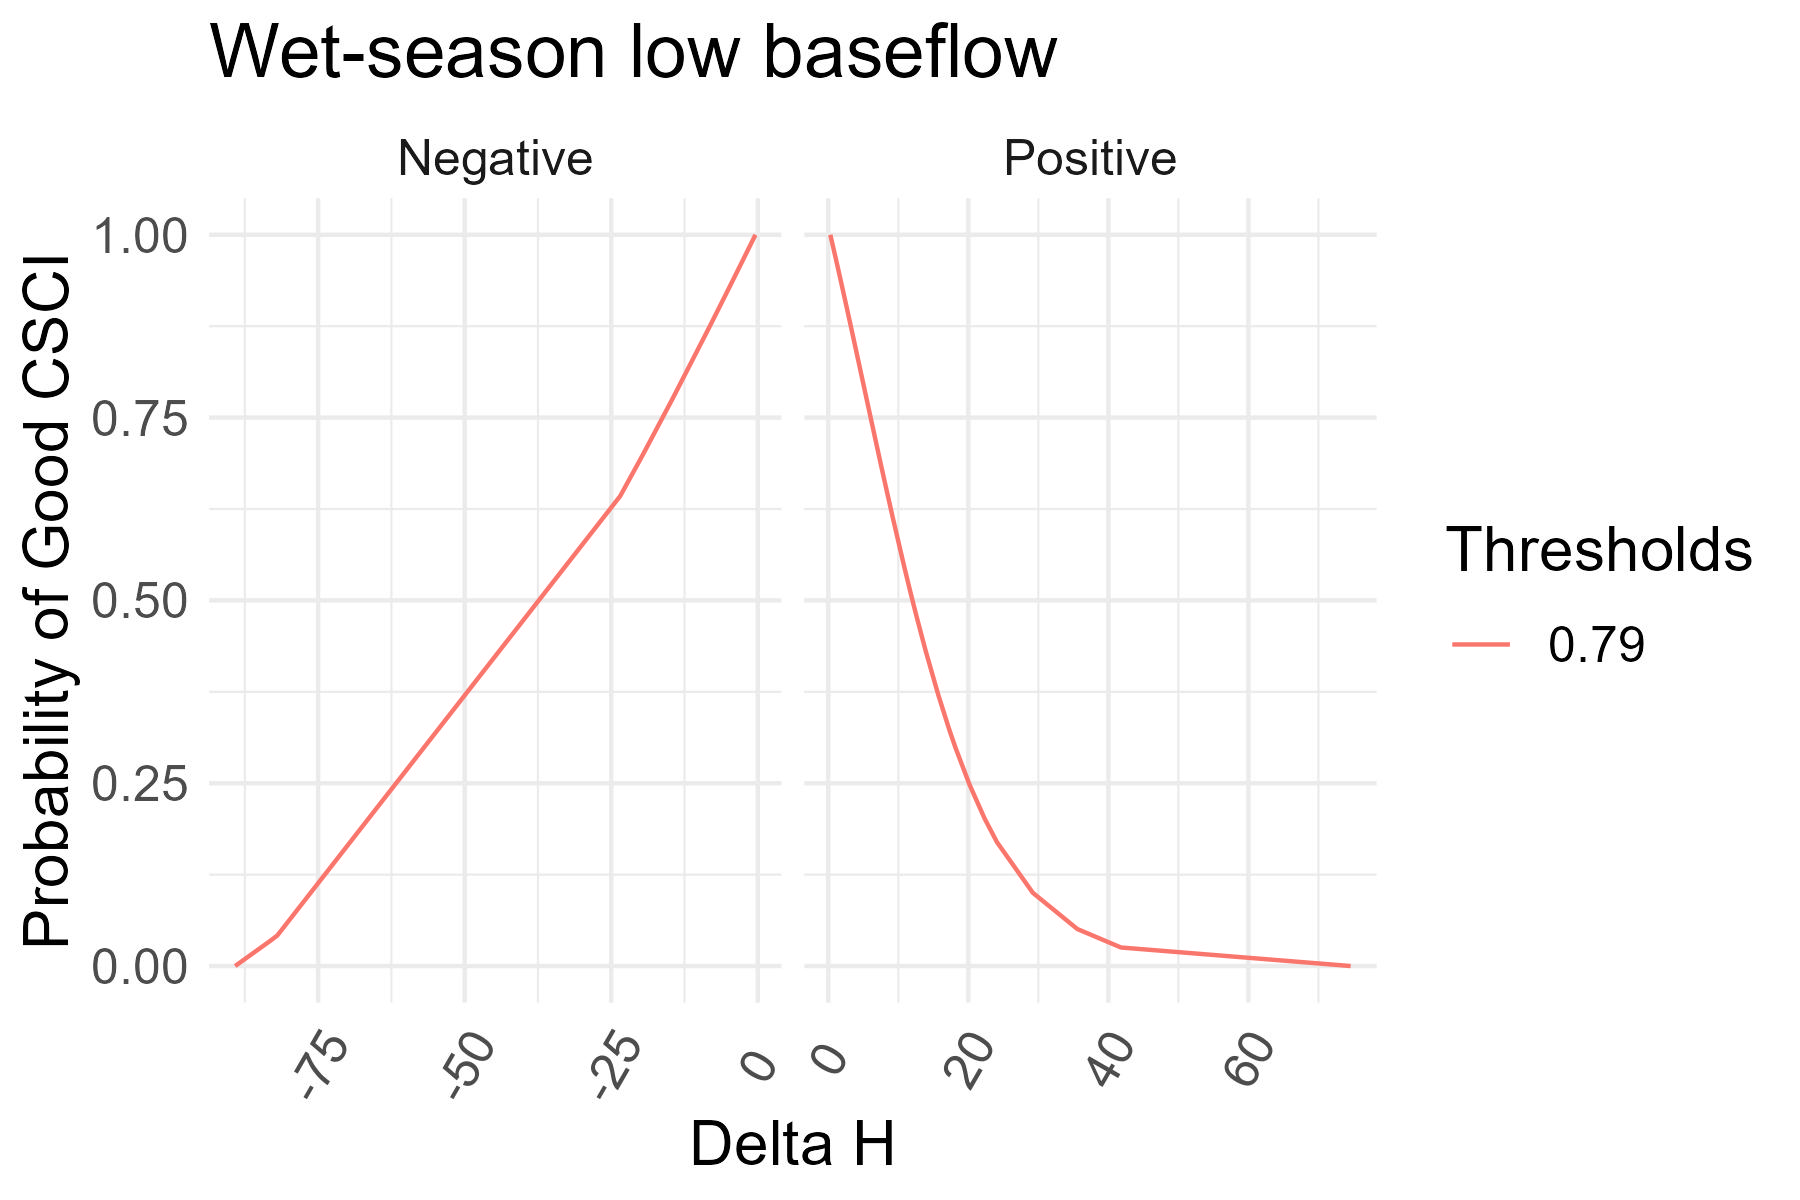 Wet-season low baseflow
Negative
Positive
Probability of Good CSCI
1.00
0.75
0.50
0.25
0.00
-75
-50
-25
0
0
20
40
60
Delta H
Thresholds
0.79